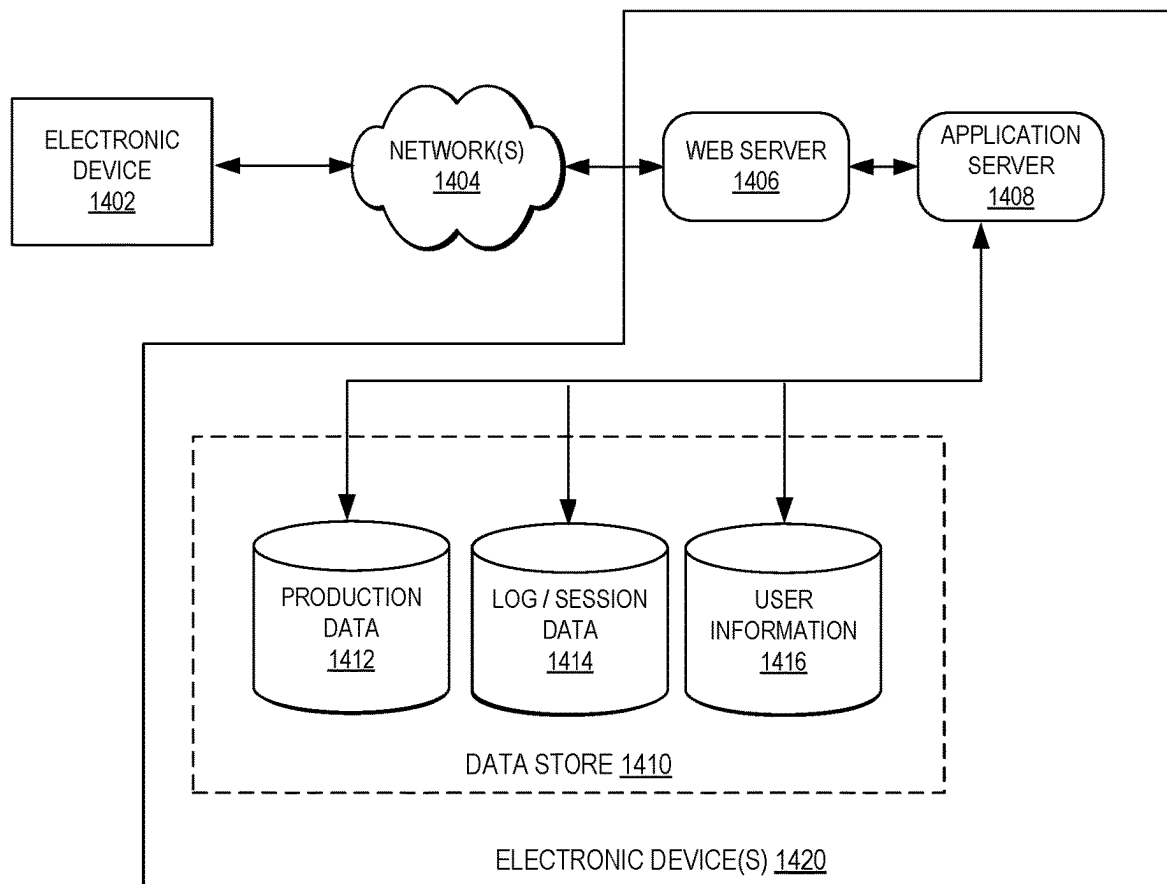 ELECTRONIC
DEVICE
1402
NETWORK(S)
1404
WEB SERVER
1406
APPLICATION
SERVER
1408
PRODUCTION
DATA
1412
LOG / SESSION
DATA
1414
USER
INFORMATION
1416
DATA STORE 1410
ELECTRONIC DEVICE(S) 1420